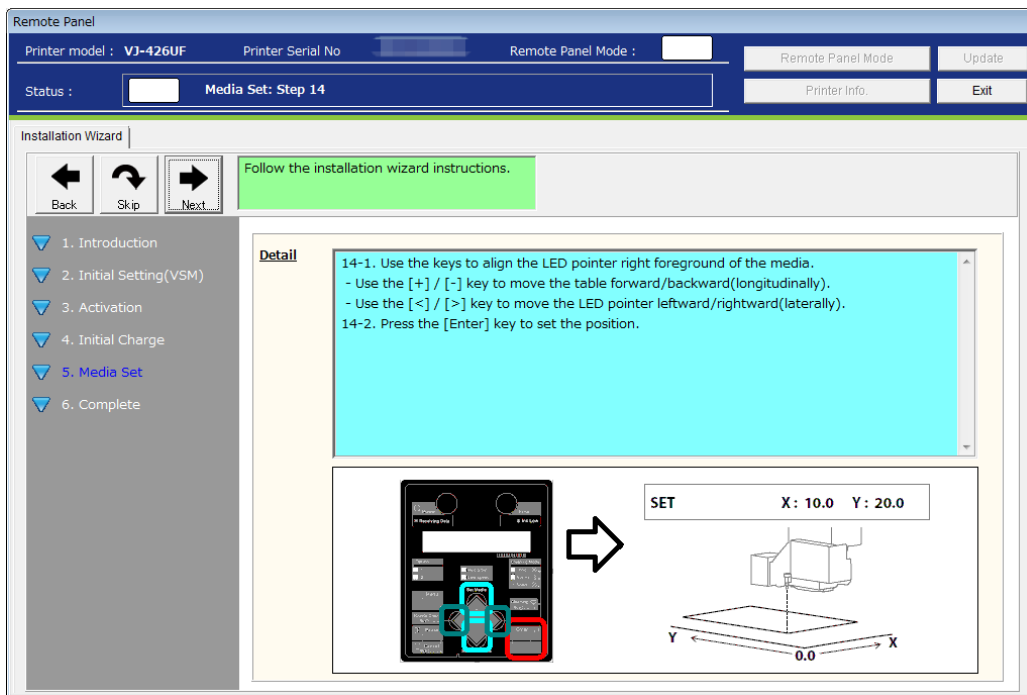 Remote Panel
Printer model : VJ-426UF Printer Serial No Remote Panel Mode :
Remote Panel Mode Update
Status : Media Set: Step 14
Printer Info. Exit
Installation Wizard
Back Skip Next
Follow the installation wizard instructions.
1. Introduction
2. Initial Setting(VSM)
3. Activation
4. Initial Charge
5. Media Set
6. Complete
Detail
14-1. Use the keys to align the LED pointer right foreground of the media.
- Use the [+] / [-] key to move the table forward/backward(longitudinally).
- Use the [<] / [>] key to move the LED pointer leftward/rightward(laterally).
14-2. Press the [Enter] key to set the position.
SET X : 10.0 Y : 20.0
Y X
0.0